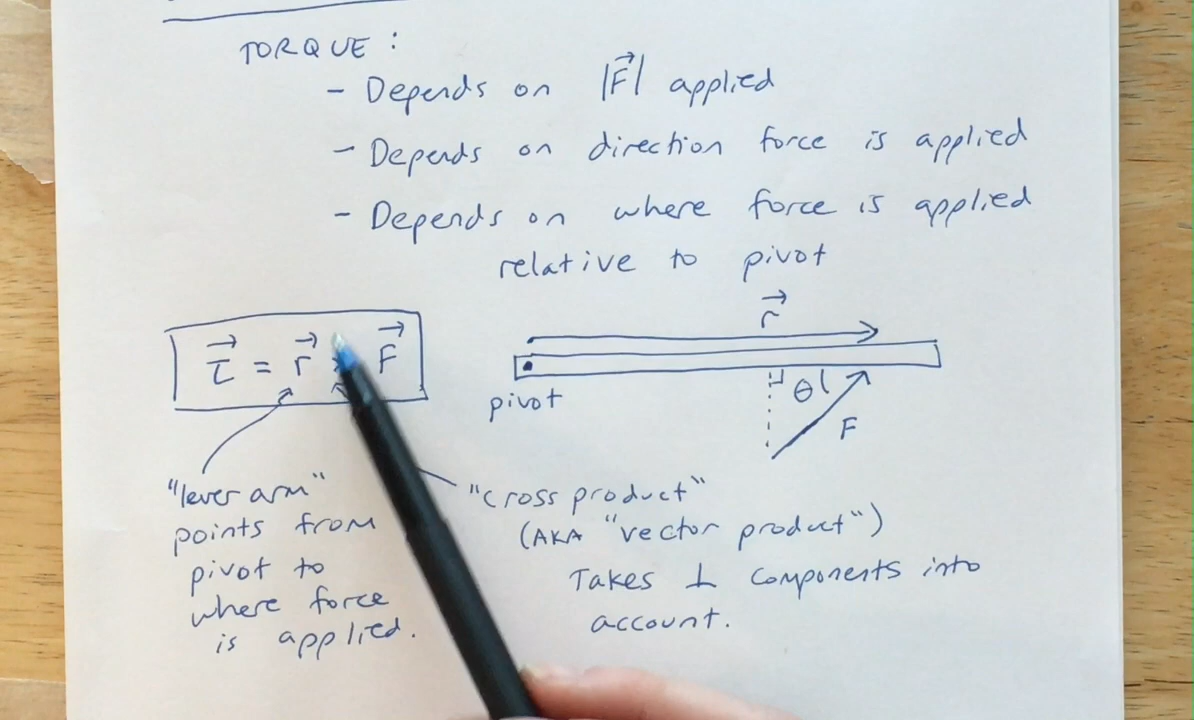 TORQUE:
- Depends on |F⃗| applied
- Depends on direction force is applied
- Depends on where force is applied
relative to pivot
τ⃗ = r⃗ × F⃗
r⃗
pivot
θ
F
"lever arm"
points from
pivot to
where force
is applied.
"cross product"
(AKA "vector product")
Takes ⊥ components into
account.